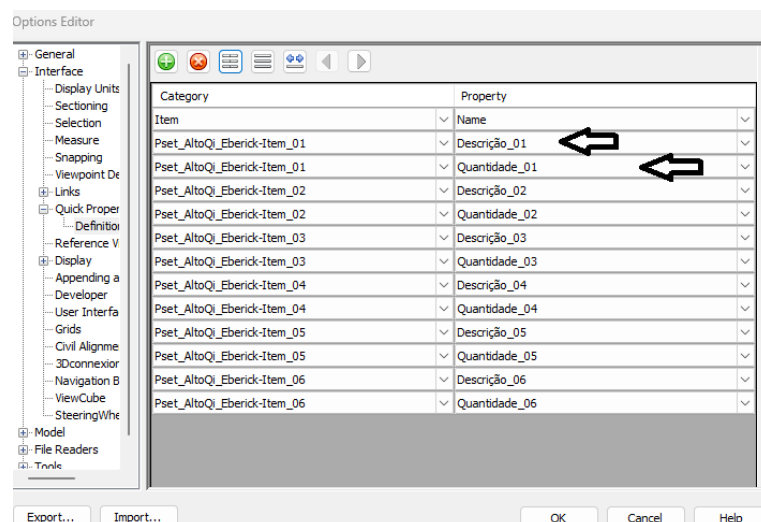 Options Editor
General
Interface
Display Units
Sectioning
Selection
Measure
Snapping
Viewpoint De
Links
Quick Proper
Definition
Reference V
Display
Appending a
Developer
User Interfa
Grids
Civil Alignme
3Dconnexion
Navigation B
ViewCube
SteeringWhe
Model
File Readers
Tools
Category Property
Item Name
Pset_AltoQi_Eberick-Item_01 Descrição_01
Pset_AltoQi_Eberick-Item_01 Quantidade_01
Pset_AltoQi_Eberick-Item_02 Descrição_02
Pset_AltoQi_Eberick-Item_02 Quantidade_02
Pset_AltoQi_Eberick-Item_03 Descrição_03
Pset_AltoQi_Eberick-Item_03 Quantidade_03
Pset_AltoQi_Eberick-Item_04 Descrição_04
Pset_AltoQi_Eberick-Item_04 Quantidade_04
Pset_AltoQi_Eberick-Item_05 Descrição_05
Pset_AltoQi_Eberick-Item_05 Quantidade_05
Pset_AltoQi_Eberick-Item_06 Descrição_06
Pset_AltoQi_Eberick-Item_06 Quantidade_06
Export... Import... OK Cancel Help